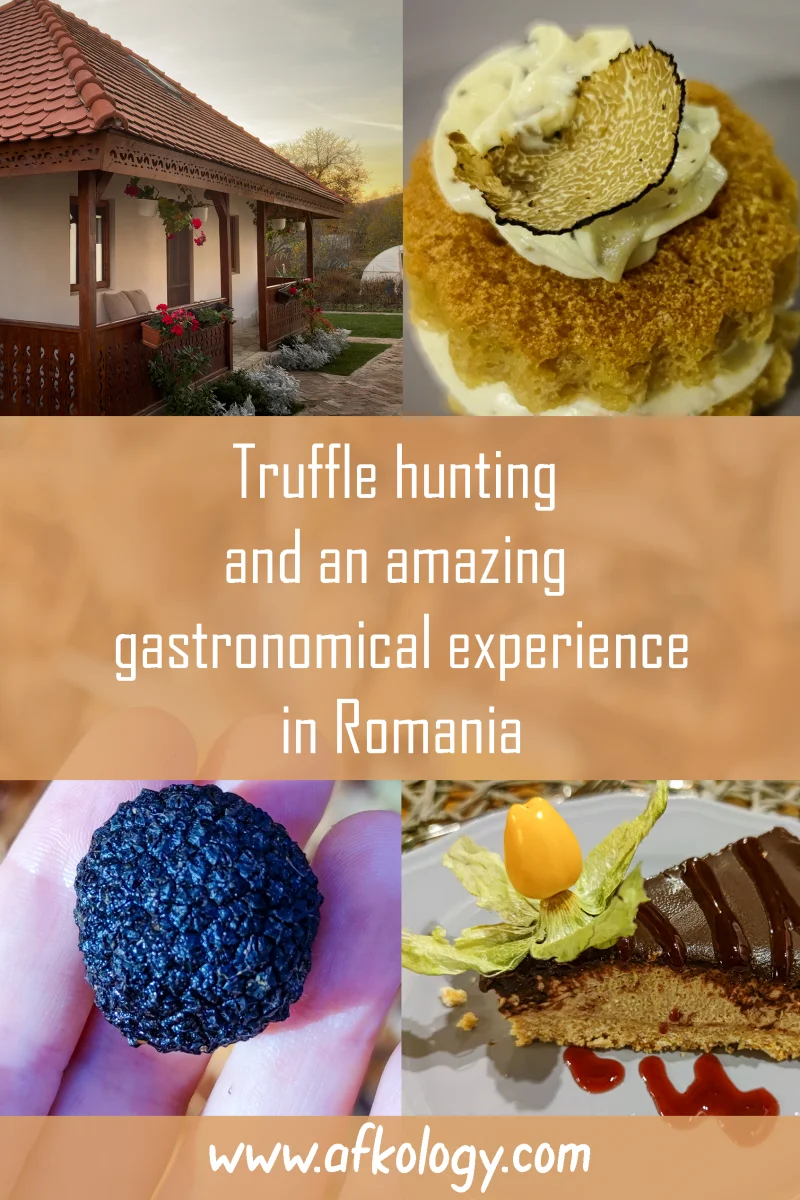 Truffle hunting
and an amazing
gastronomical experience
in Romania
www.afkology.com